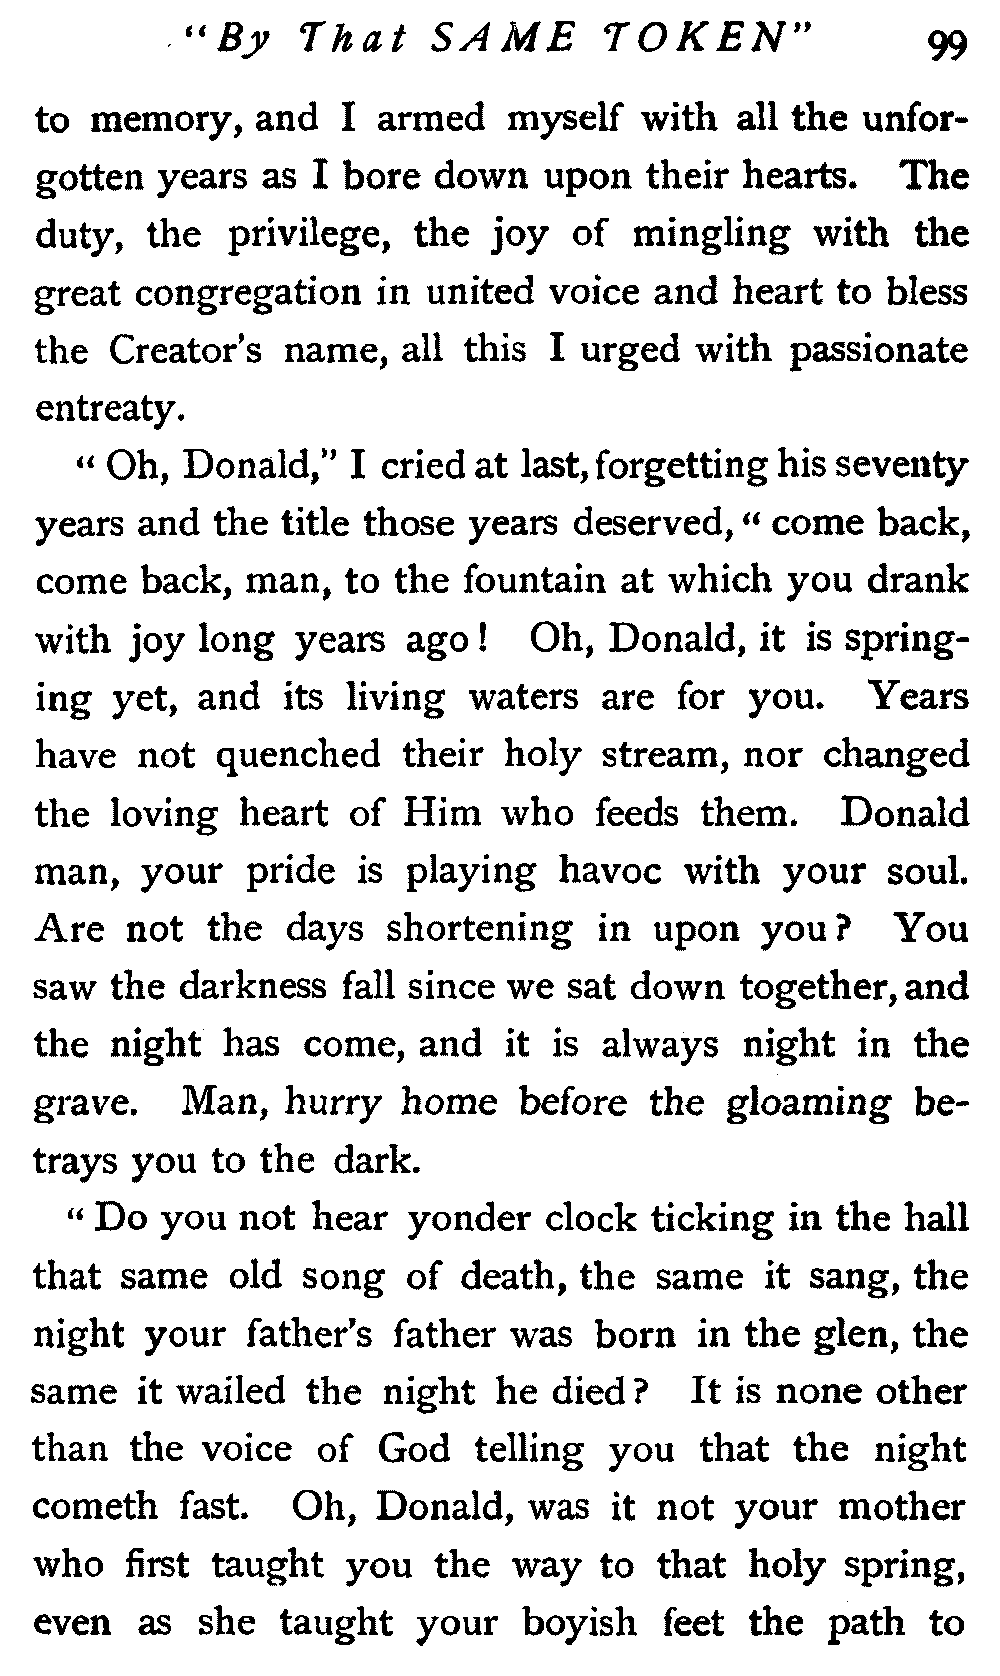 "By That SAME TOKEN" 99
to memory, and I armed myself with all the unfor-
gotten years as I bore down upon their hearts. The
duty, the privilege, the joy of mingling with the
great congregation in united voice and heart to bless
the Creator's name, all this I urged with passionate
entreaty.
"Oh, Donald," I cried at last, forgetting his seventy
years and the title those years deserved, "come back,
come back, man, to the fountain at which you drank
with joy long years ago! Oh, Donald, it is spring-
ing yet, and its living waters are for you. Years
have not quenched their holy stream, nor changed
the loving heart of Him who feeds them. Donald
man, your pride is playing havoc with your soul.
Are not the days shortening in upon you? You
saw the darkness fall since we sat down together, and
the night has come, and it is always night in the
grave. Man, hurry home before the gloaming be-
trays you to the dark.
"Do you not hear yonder clock ticking in the hall
that same old song of death, the same it sang, the
night your father's father was born in the glen, the
same it wailed the night he died? It is none other
than the voice of God telling you that the night
cometh fast. Oh, Donald, was it not your mother
who first taught you the way to that holy spring,
even as she taught your boyish feet the path to